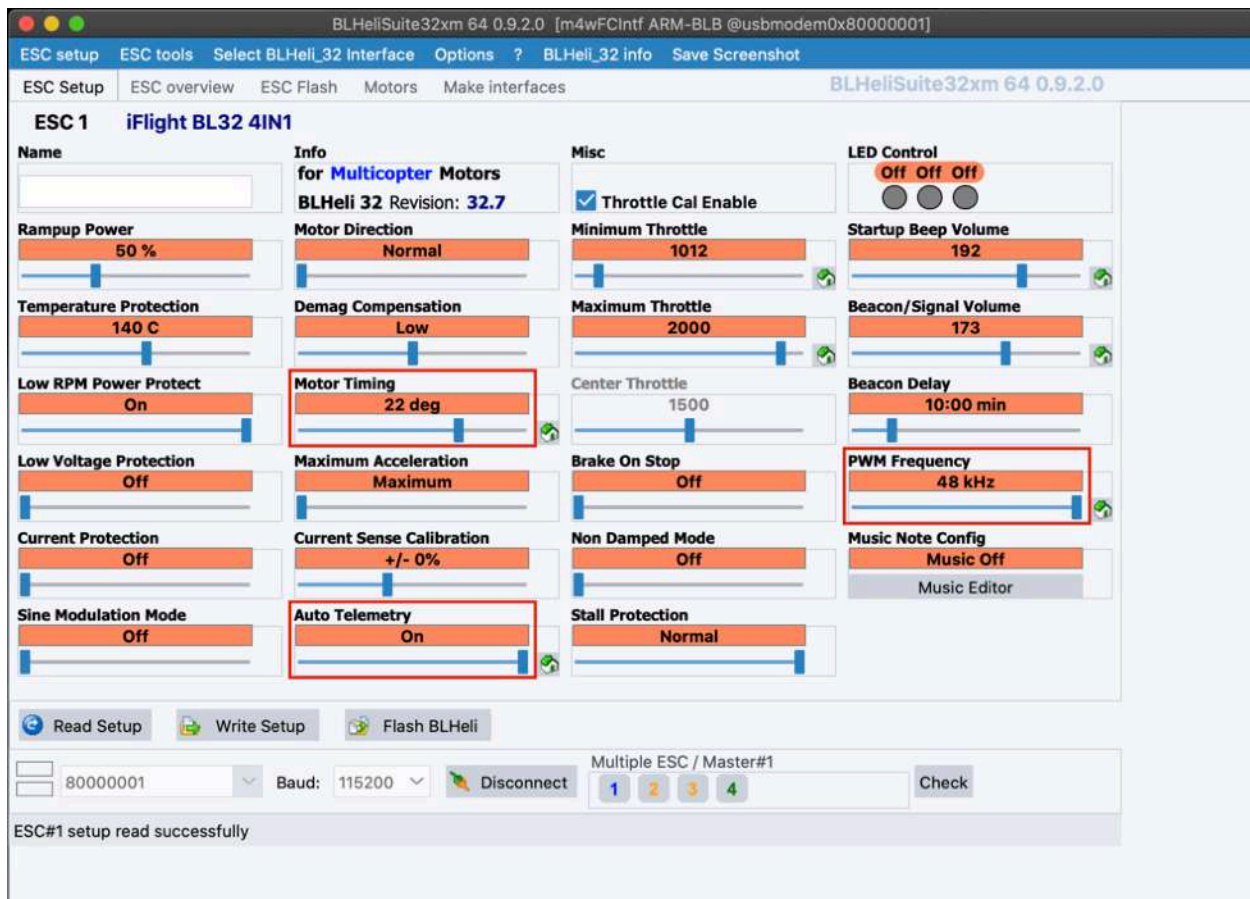 BLHeliSuite32xm 64 0.9.2.0 [m4wFCIntf ARM-BLB @usbmodem0x80000001]
ESC setup ESC tools Select BLHeli_32 Interface Options ? BLHeli_32 info Save Screenshot
ESC Setup ESC overview ESC Flash Motors Make interfaces BLHeliSuite32xm 64 0.9.2.0
ESC 1 iFlight BL32 4IN1
Name Info Misc LED Control
for Multicopter Motors Off Off Off
BLHeli 32 Revision: 32.7 Throttle Cal Enable
Rampup Power Motor Direction Minimum Throttle Startup Beep Volume
50 % Normal 1012 192
Temperature Protection Demag Compensation Maximum Throttle Beacon/Signal Volume
140 C Low 2000 173
Low RPM Power Protect Motor Timing Center Throttle Beacon Delay
On 22 deg 1500 10:00 min
Low Voltage Protection Maximum Acceleration Brake On Stop PWM Frequency
Off Maximum Off 48 kHz
Current Protection Current Sense Calibration Non Damped Mode Music Note Config
Off +/- 0% Off Music Off
Music Editor
Sine Modulation Mode Auto Telemetry Stall Protection
Off On Normal
Read Setup Write Setup Flash BLHeli
Multiple ESC / Master#1
80000001 Baud: 115200 Disconnect 1 2 3 4 Check
ESC#1 setup read successfully